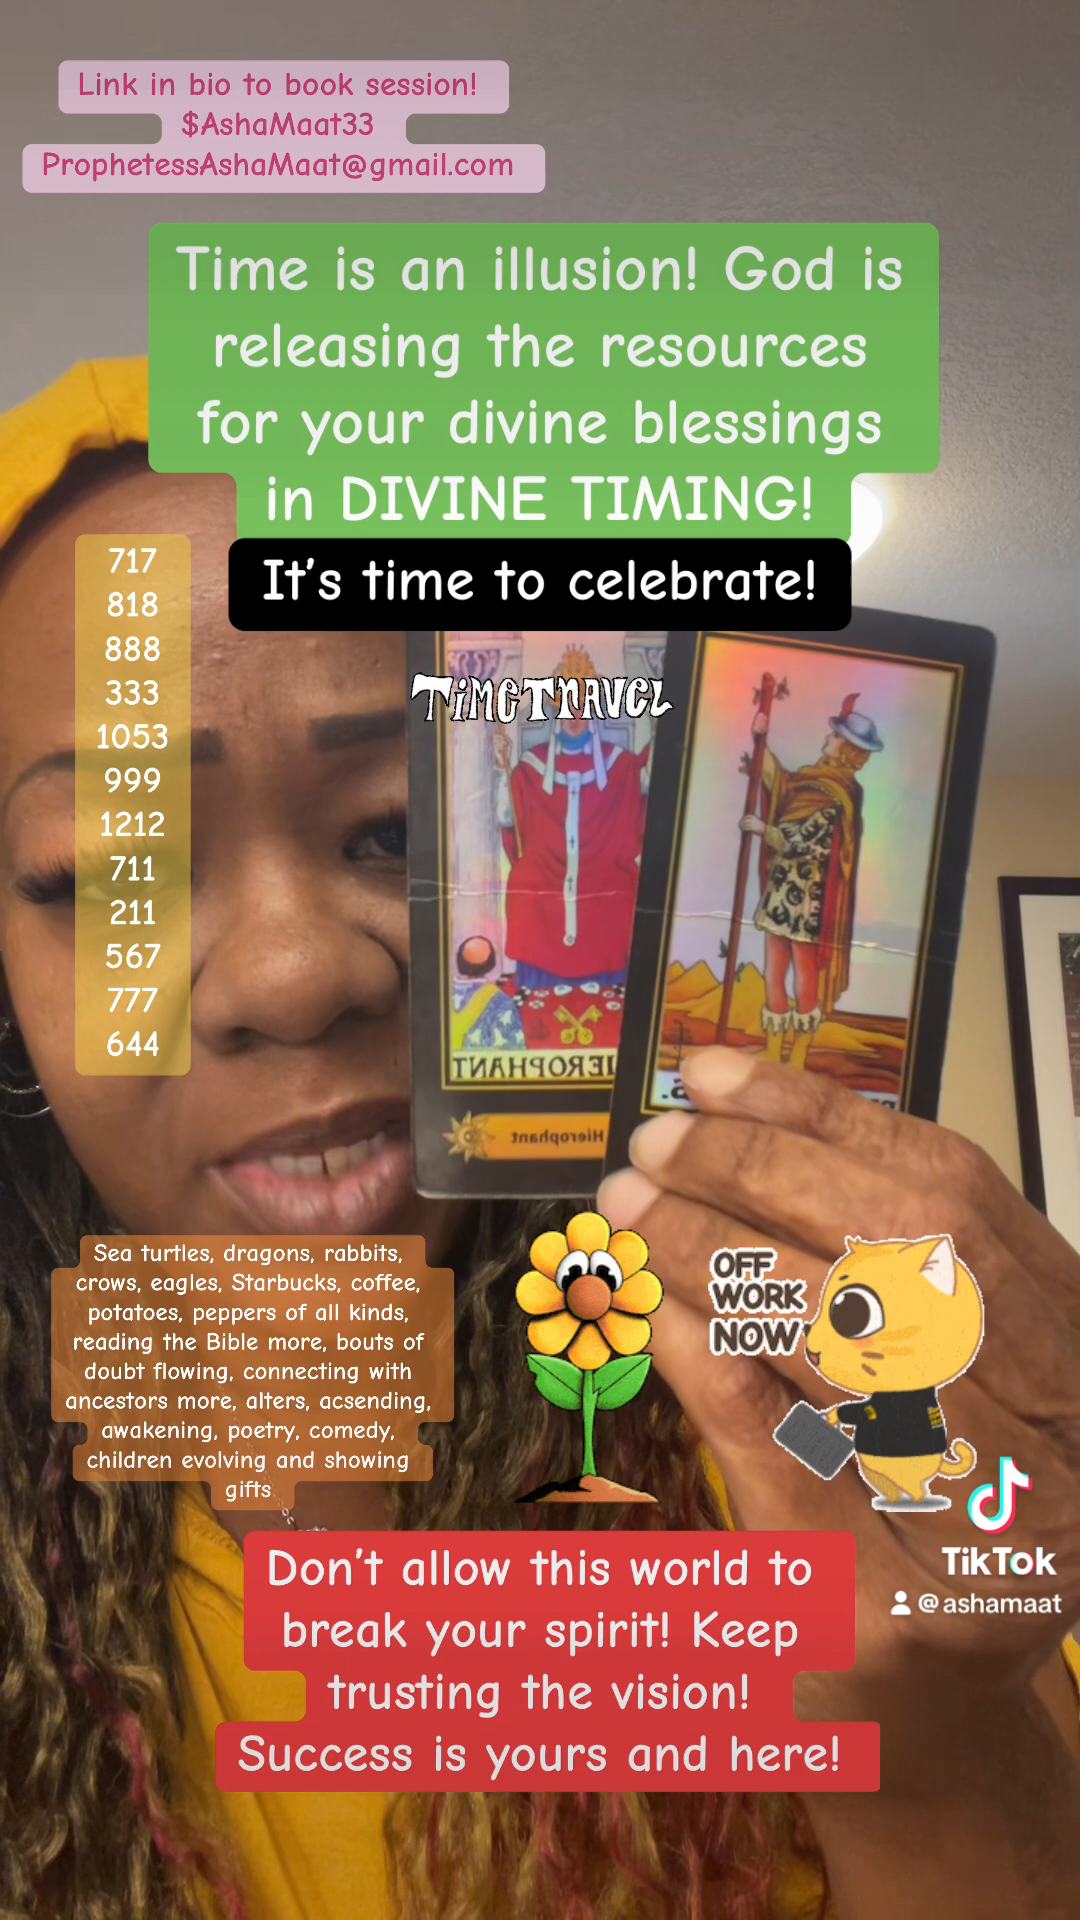 Link in bio to book session!
$AshaMaat33
ProphetessAshaMaat@gmail.com
Time is an illusion! God is
releasing the resources
for your divine blessings
in DIVINE TIMING!
It's time to celebrate!
717
818
888
333
1053
999
1212
711
211
567
777
644
TIMETRAVEL
HIEROPHANT
Hierophant
Sea turtles, dragons, rabbits,
crows, eagles, Starbucks, coffee,
potatoes, peppers of all kinds,
reading the Bible more, bouts of
doubt flowing, connecting with
ancestors more, alters, acsending,
awakening, poetry, comedy,
children evolving and showing
gifts
OFF
WORK
NOW
TikTok
@ashamaat
Don't allow this world to
break your spirit! Keep
trusting the vision!
Success is yours and here!